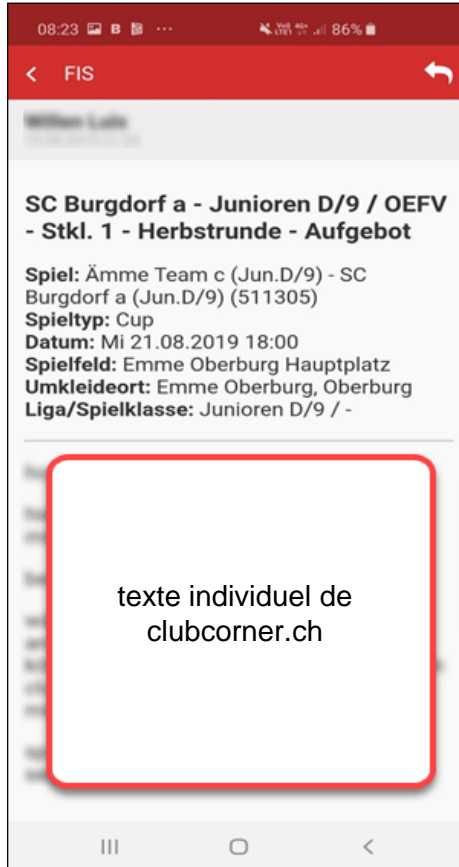 08:23 B ... 86%
FIS
SC Burgdorf a - Junioren D/9 / OEFV
- Stkl. 1 - Herbstrunde - Aufgebot
Spiel: Ämme Team c (Jun.D/9) - SC
Burgdorf a (Jun.D/9) (511305)
Spieltyp: Cup
Datum: Mi 21.08.2019 18:00
Spielfeld: Emme Oberburg Hauptplatz
Umkleideort: Emme Oberburg, Oberburg
Liga/Spielklasse: Junioren D/9 / -
texte individuel de
clubcorner.ch